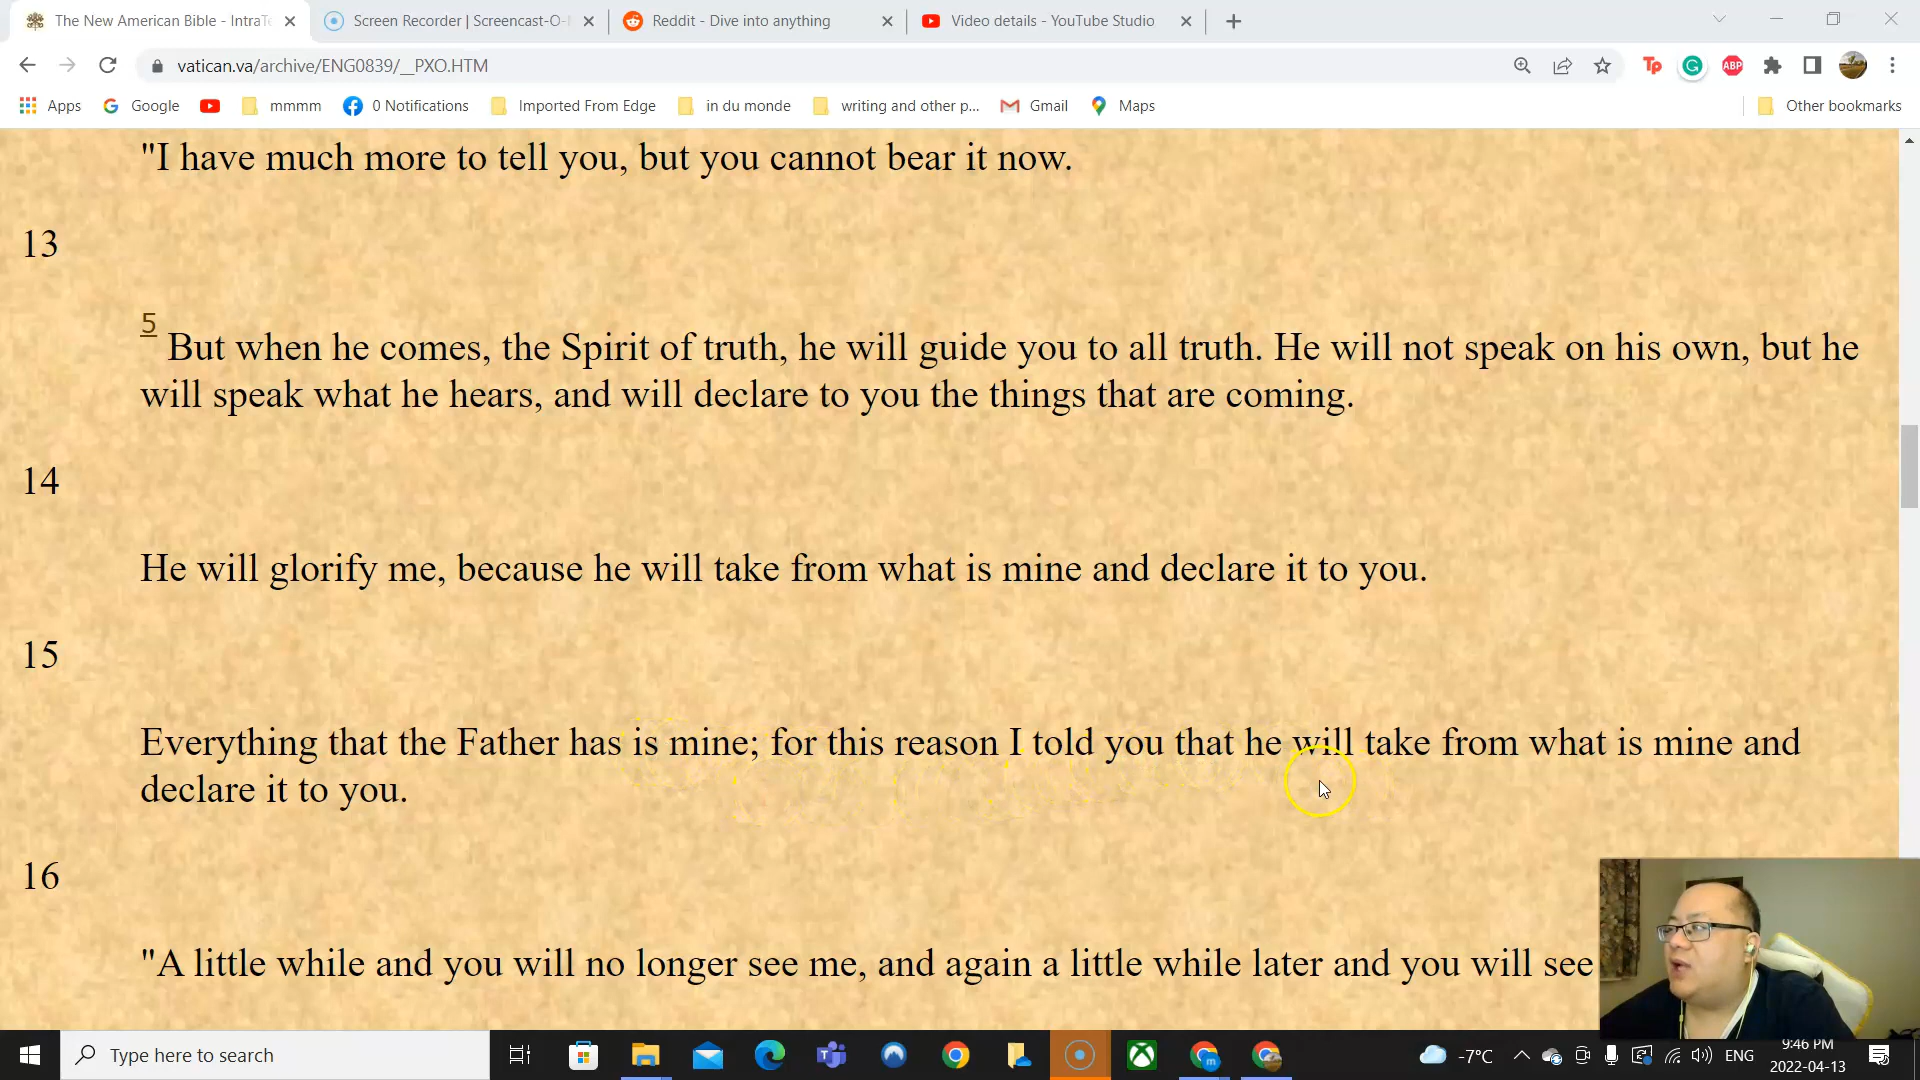 The New American Bible - IntraTe
Screen Recorder | Screencast-O-
Reddit - Dive into anything
Video details - YouTube Studio
vatican.va/archive/ENG0839/__PXO.HTM
Tp
G
ABP
Apps
Google
mmmm
0 Notifications
Imported From Edge
in du monde
writing and other p...
Gmail
Maps
Other bookmarks
"I have much more to tell you, but you cannot bear it now.
13
5
But when he comes, the Spirit of truth, he will guide you to all truth. He will not speak on his own, but he
will speak what he hears, and will declare to you the things that are coming.
14
He will glorify me, because he will take from what is mine and declare it to you.
15
Everything that the Father has is mine; for this reason I told you that he will take from what is mine and
declare it to you.
16
"A little while and you will no longer see me, and again a little while later and you will see
Type here to search
-7°C
ENG
9:46 PM
2022-04-13